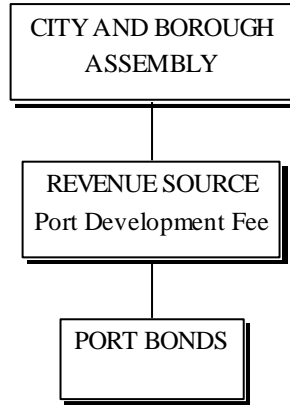 CITY AND BOROUGH
ASSEMBLY
REVENUE SOURCE
Port Development Fee
PORT BONDS